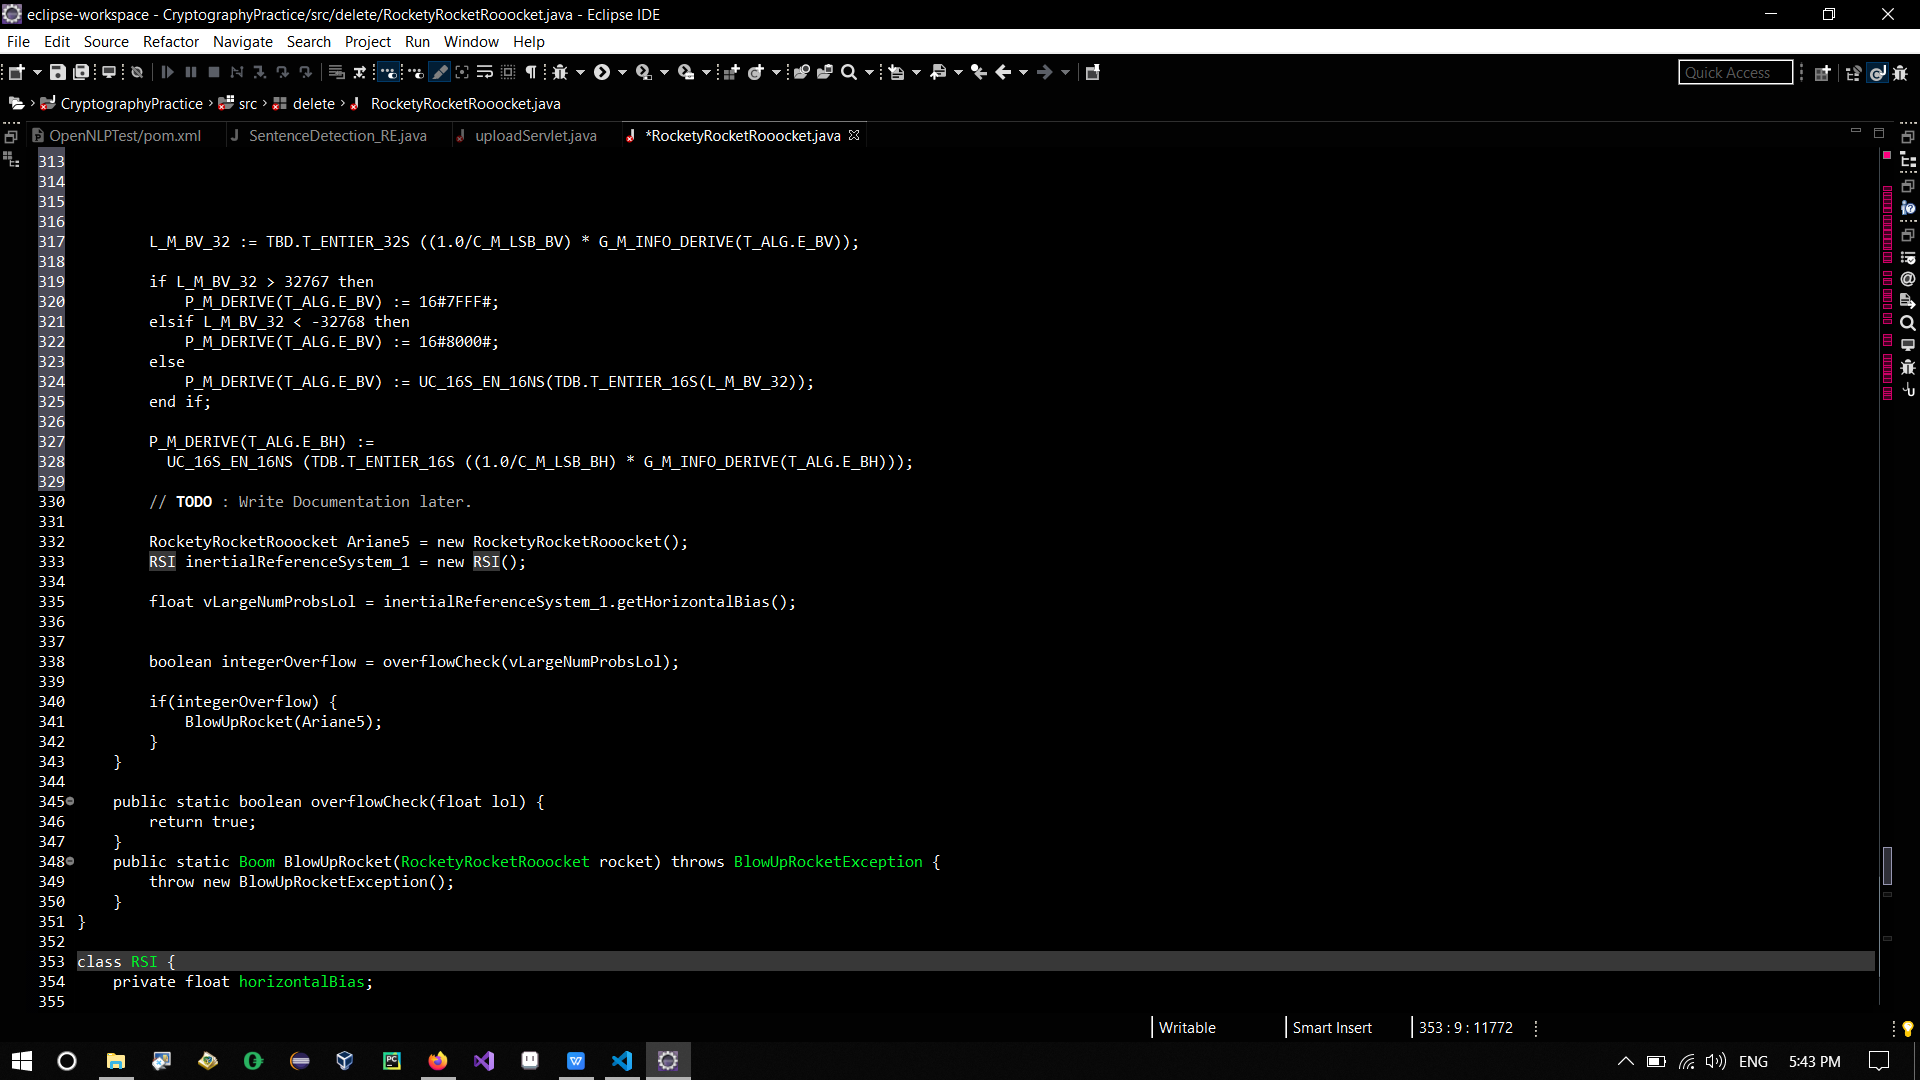 eclipse-workspace - CryptographyPractice/src/delete/RocketyRocketRooocket.java - Eclipse IDE
File Edit Source Refactor Navigate Search Project Run Window Help
Quick Access
CryptographyPractice › src › delete › RocketyRocketRooocket.java
OpenNLPTest/pom.xml SentenceDetection_RE.java uploadServlet.java *RocketyRocketRooocket.java
313
314
315
316
317 L_M_BV_32 := TBD.T_ENTIER_32S ((1.0/C_M_LSB_BV) * G_M_INFO_DERIVE(T_ALG.E_BV));
318
319 if L_M_BV_32 > 32767 then
320 P_M_DERIVE(T_ALG.E_BV) := 16#7FFF#;
321 elsif L_M_BV_32 < -32768 then
322 P_M_DERIVE(T_ALG.E_BV) := 16#8000#;
323 else
324 P_M_DERIVE(T_ALG.E_BV) := UC_16S_EN_16NS(TDB.T_ENTIER_16S(L_M_BV_32));
325 end if;
326
327 P_M_DERIVE(T_ALG.E_BH) :=
328 UC_16S_EN_16NS (TDB.T_ENTIER_16S ((1.0/C_M_LSB_BH) * G_M_INFO_DERIVE(T_ALG.E_BH)));
329
330 // TODO : Write Documentation later.
331
332 RocketyRocketRooocket Ariane5 = new RocketyRocketRooocket();
333 RSI inertialReferenceSystem_1 = new RSI();
334
335 float vLargeNumProbsLol = inertialReferenceSystem_1.getHorizontalBias();
336
337
338 boolean integerOverflow = overflowCheck(vLargeNumProbsLol);
339
340 if(integerOverflow) {
341 BlowUpRocket(Ariane5);
342 }
343 }
344
345 public static boolean overflowCheck(float lol) {
346 return true;
347 }
348 public static Boom BlowUpRocket(RocketyRocketRooocket rocket) throws BlowUpRocketException {
349 throw new BlowUpRocketException();
350 }
351 }
352
353 class RSI {
354 private float horizontalBias;
355
Writable Smart Insert 353 : 9 : 11772
ENG 5:43 PM